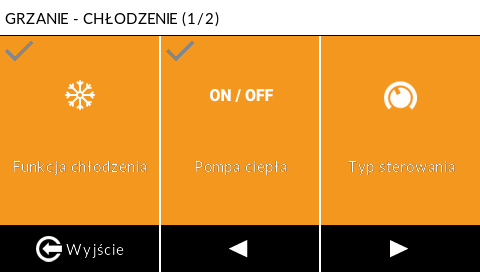 GRZANIE - CHŁODZENIE (1/2)
ON / OFF
Funkcja chłodzenia
Pompa ciepła
Typ sterowania
Wyjście